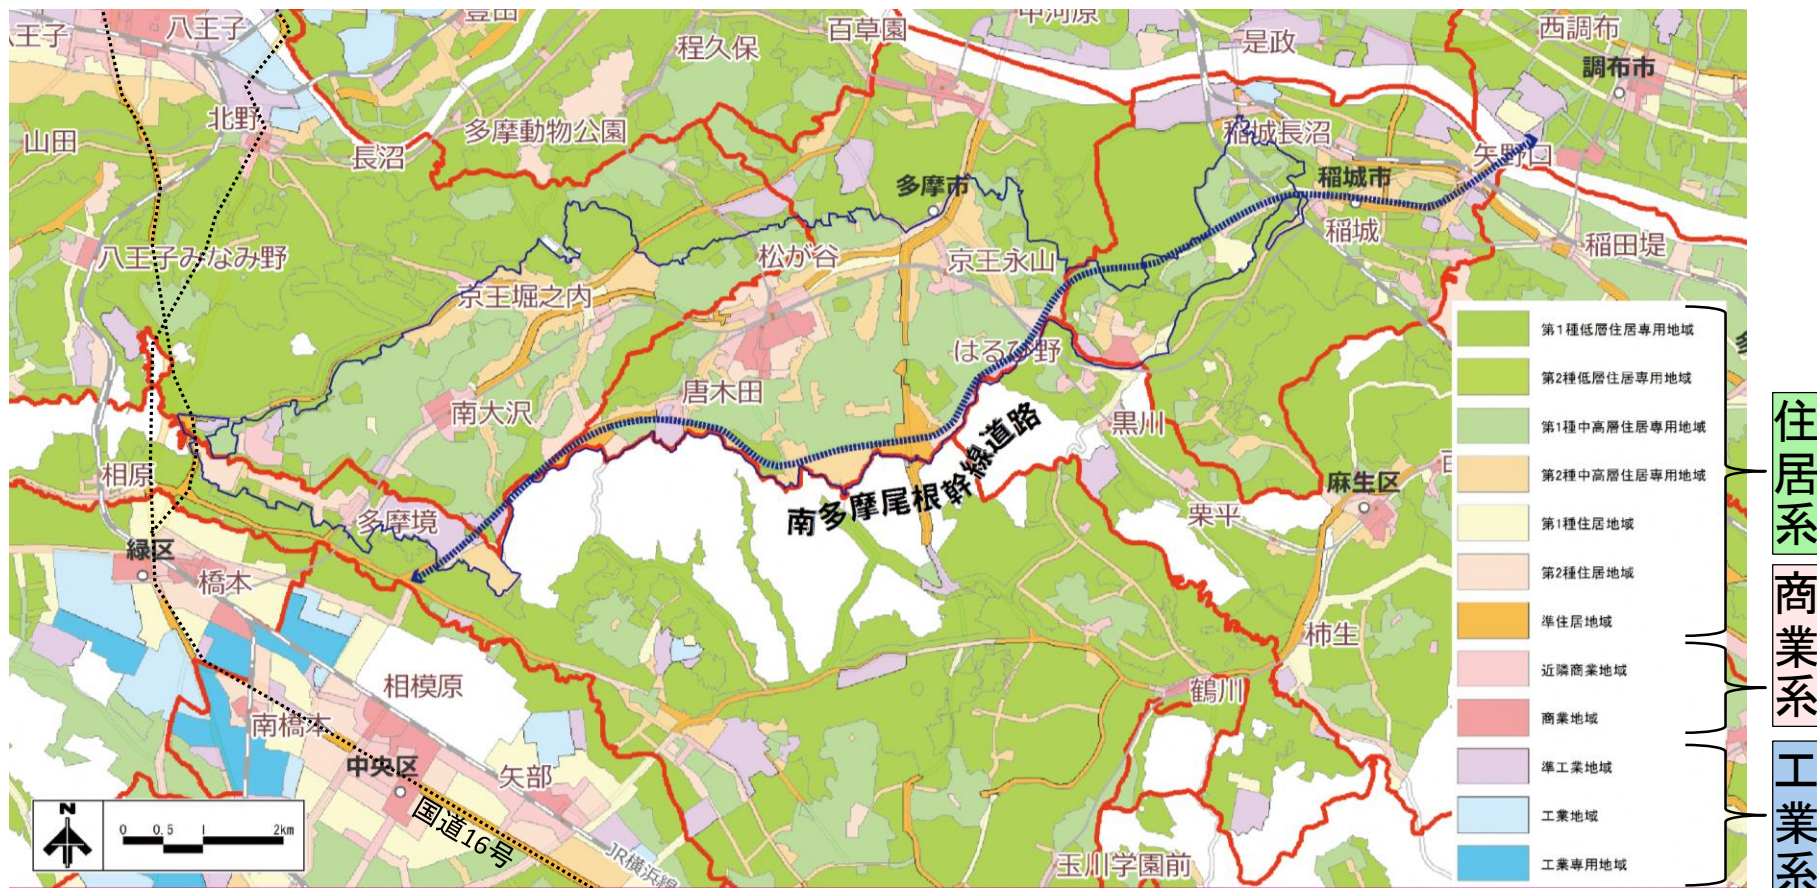 八王子
八王子
豊田
程久保
百草園
中河原
是政
西調布
調布市
山田
北野
長沼
多摩動物公園
稲城長沼
矢野口
多摩市
稲城市
稲城
稲田堤
八王子みなみ野
松が谷
京王永山
京王堀之内
はるひ野
唐木田
南大沢
黒川
相原
多摩境
南多摩尾根幹線道路
麻生区
栗平
緑区
橋本
柿生
相模原
鶴川
南橋本
中央区
矢部
国道16号
JR横浜線
玉川学園前
N
0 0.5 1 2km
第1種低層住居専用地域
第2種低層住居専用地域
第1種中高層住居専用地域
第2種中高層住居専用地域
第1種住居地域
第2種住居地域
準住居地域
近隣商業地域
商業地域
準工業地域
工業地域
工業専用地域
住居系
商業系
工業系